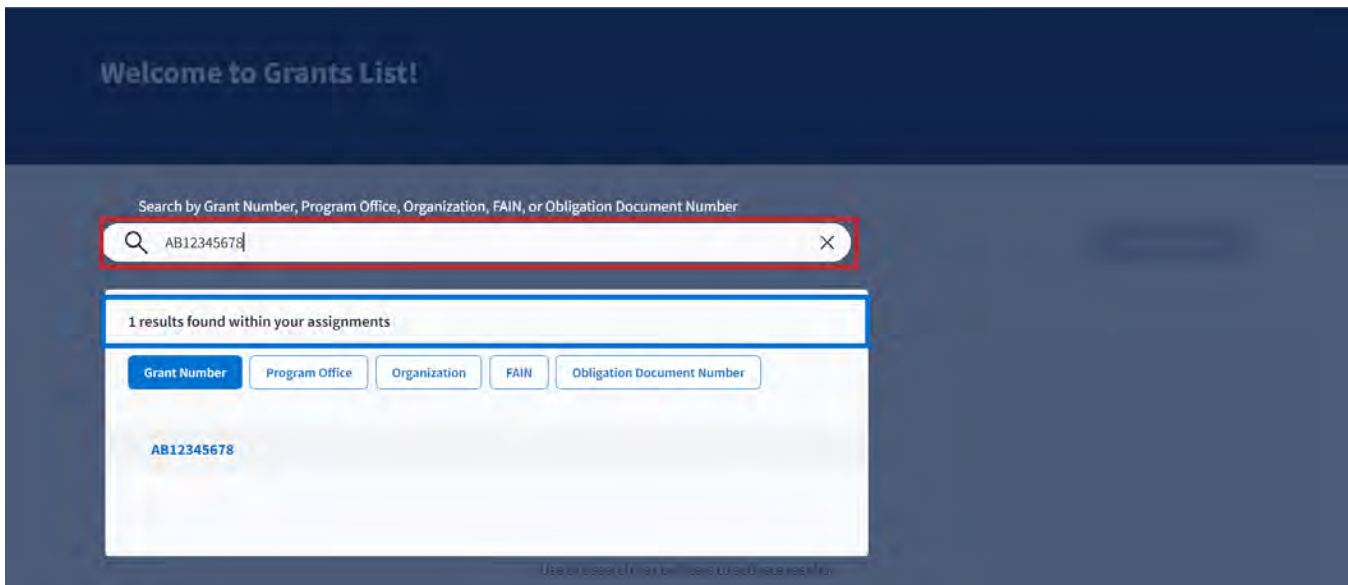 Welcome to Grants List!
Search by Grant Number, Program Office, Organization, FAIN, or Obligation Document Number
AB12345678
1 results found within your assignments
Grant Number Program Office Organization FAIN Obligation Document Number
AB12345678